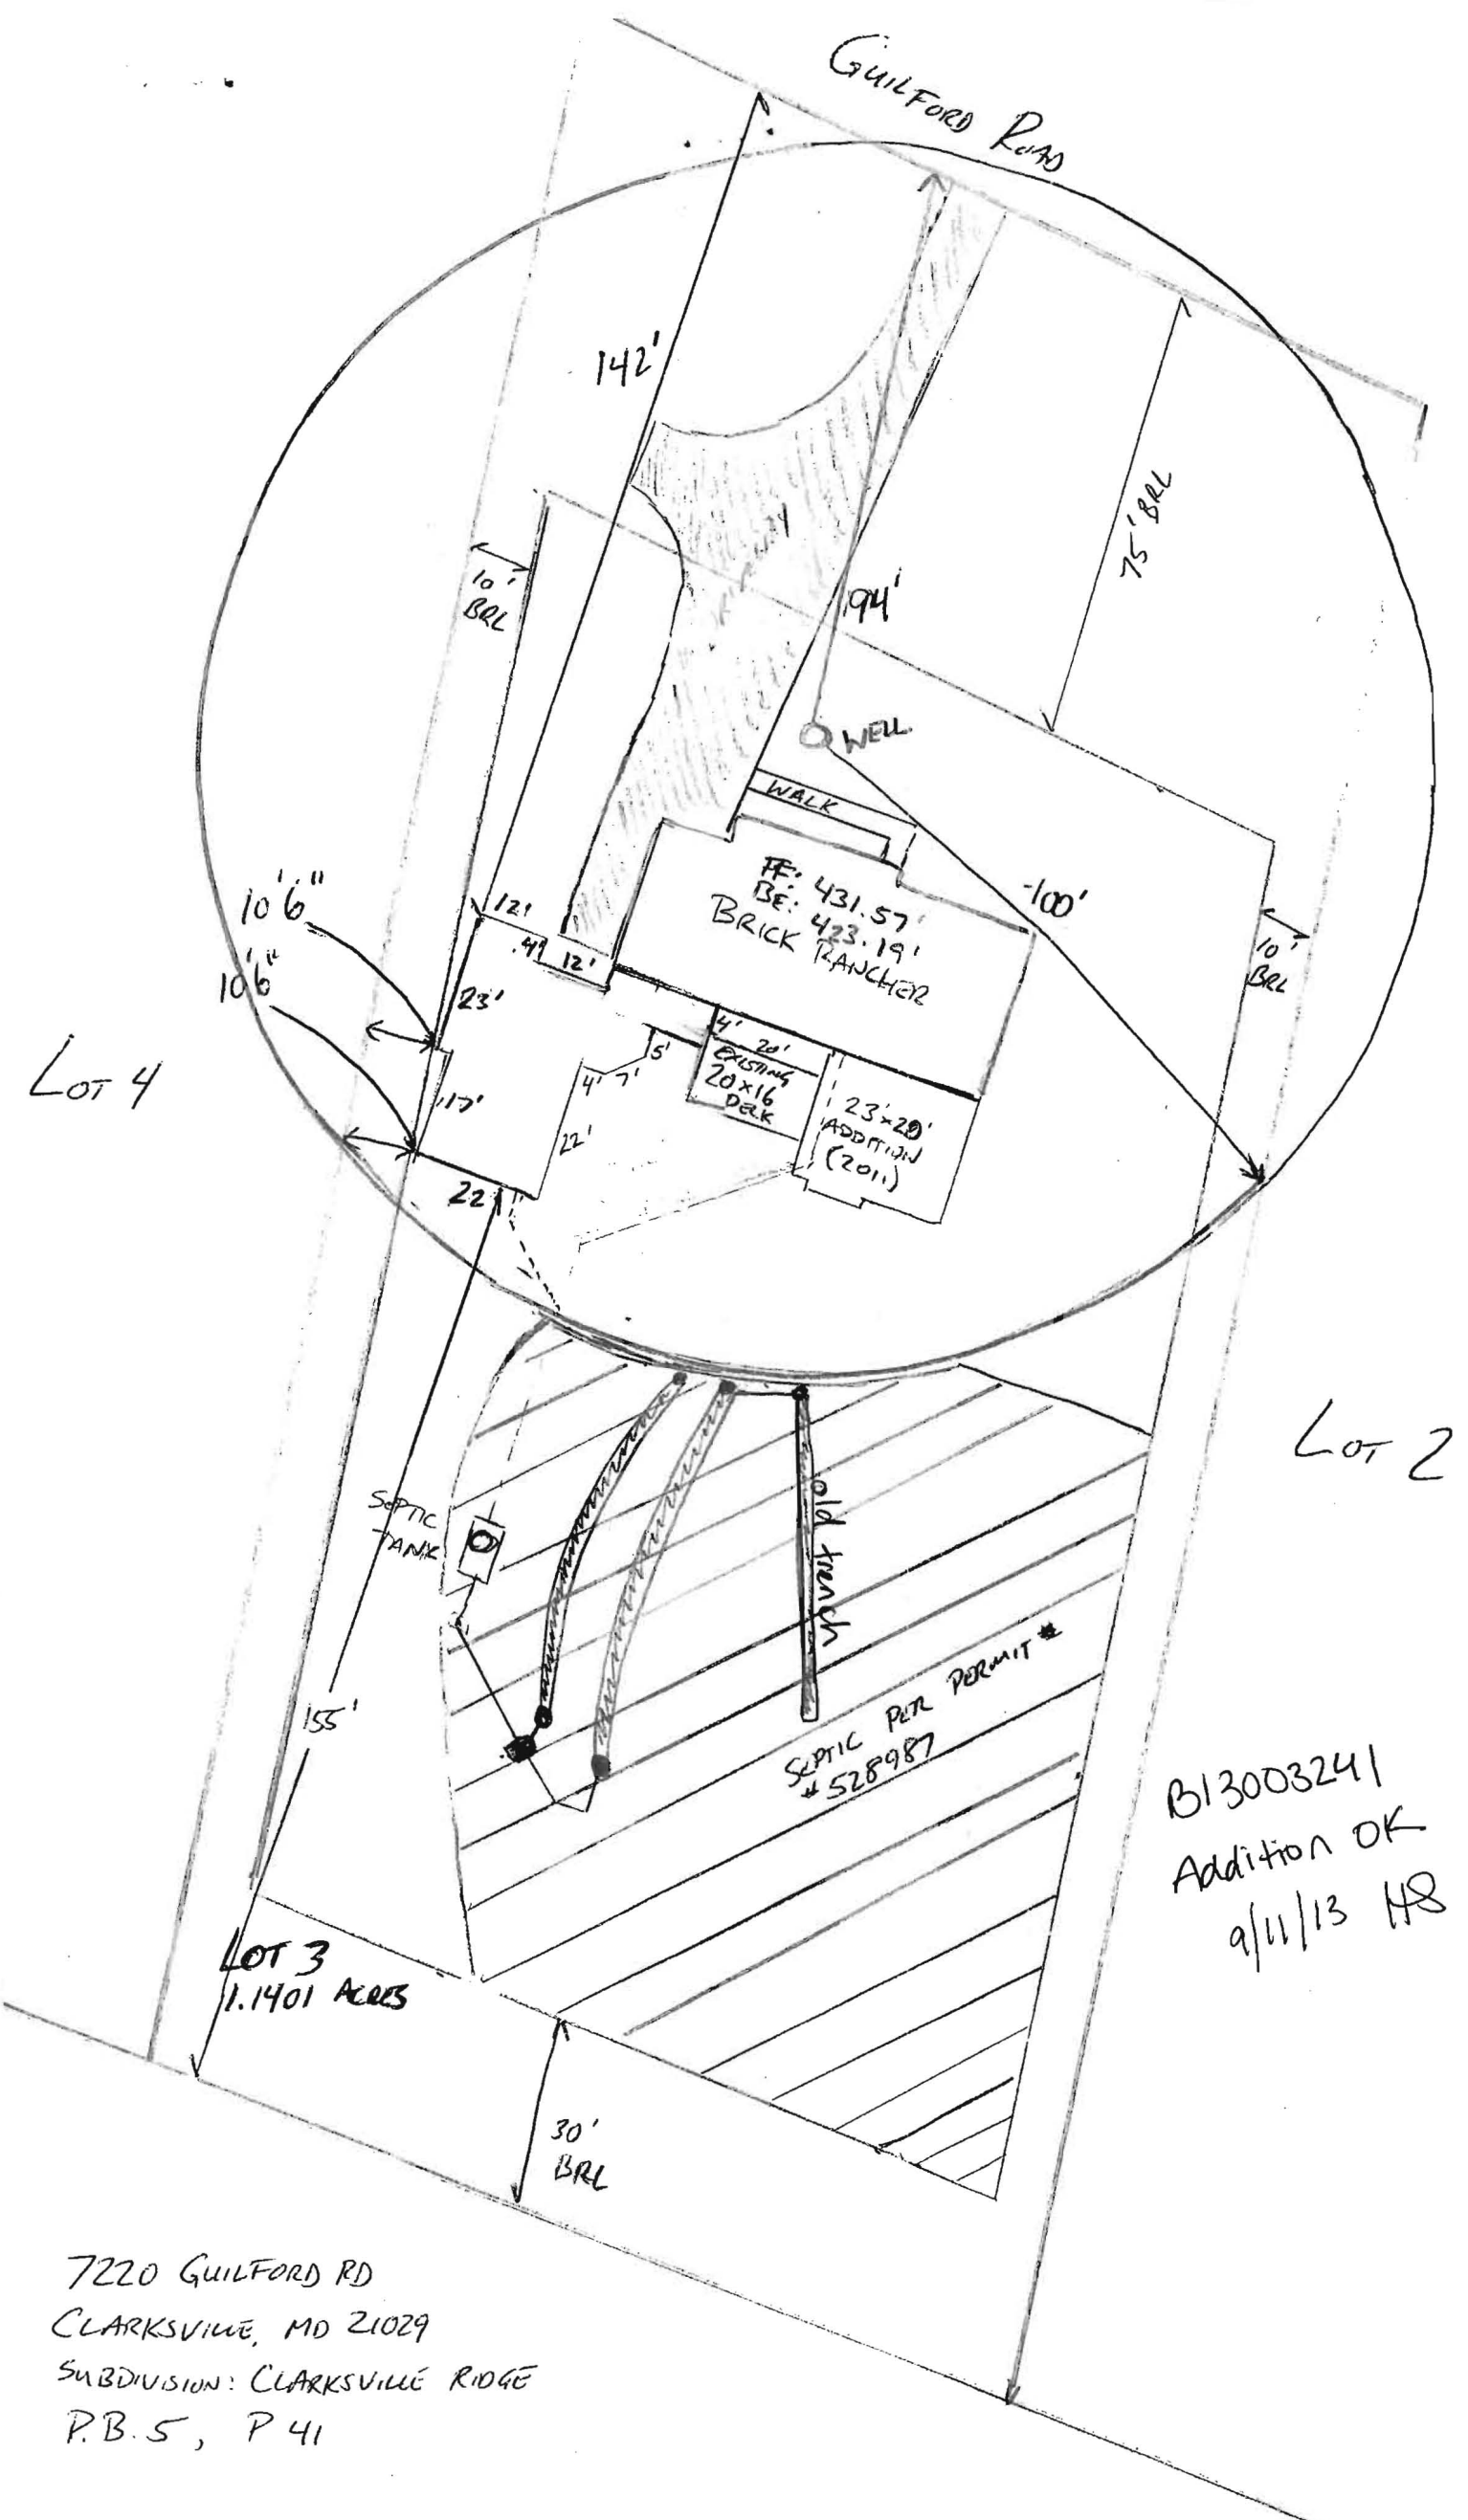 GUILFORD ROAD
142'
75' BRL
10'
BRL
94'
WELL
WALK
FF: 431.57'
BE: 423.19'
BRICK RANCHER
100'
10'
BRL
10'6"
10'6"
12'
4'
12'
23'
17'
22'
22'
4'
7'
5'
4'
20'
EXISTING
20x16
DECK
23'x20'
ADDITION
(2011)
LOT 4
LOT 2
SEPTIC
TANK
old trench
SEPTIC PER PERMIT #
# 528987
155'
B13003241
Addition OK
9/11/13 HS
LOT 3
1.1401 ACRES
30'
BRL
7220 GUILFORD RD
CLARKSVILLE, MD 21029
SUBDIVISION: CLARKSVILLE RIDGE
P.B. 5, P 41